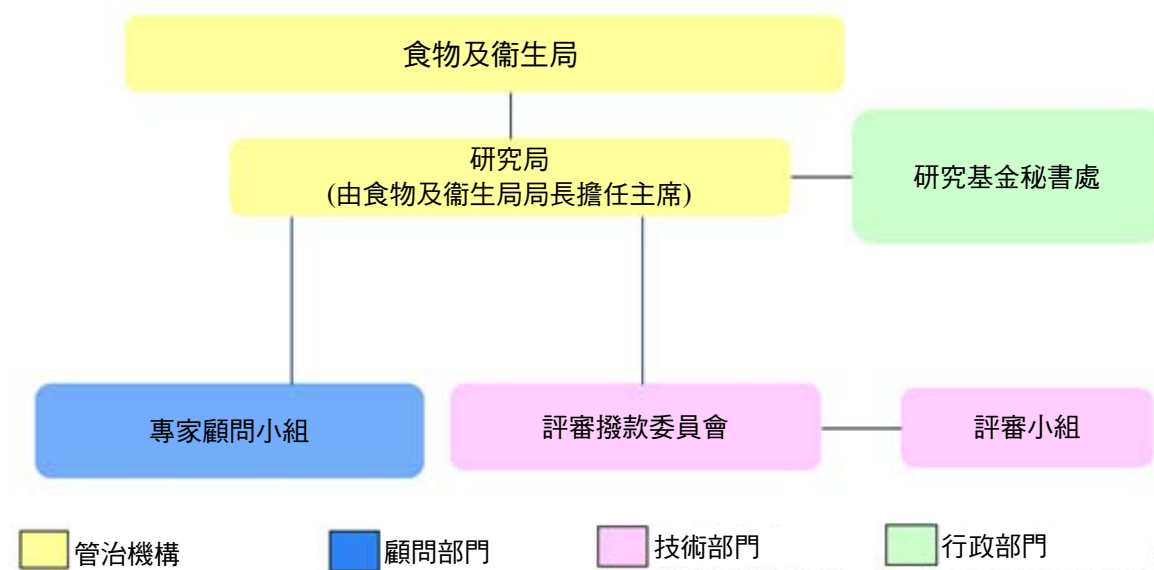 食物及衞生局
研究局
(由食物及衞生局局長擔任主席)
研究基金秘書處
專家顧問小組
評審撥款委員會
評審小組
管治機構
顧問部門
技術部門
行政部門